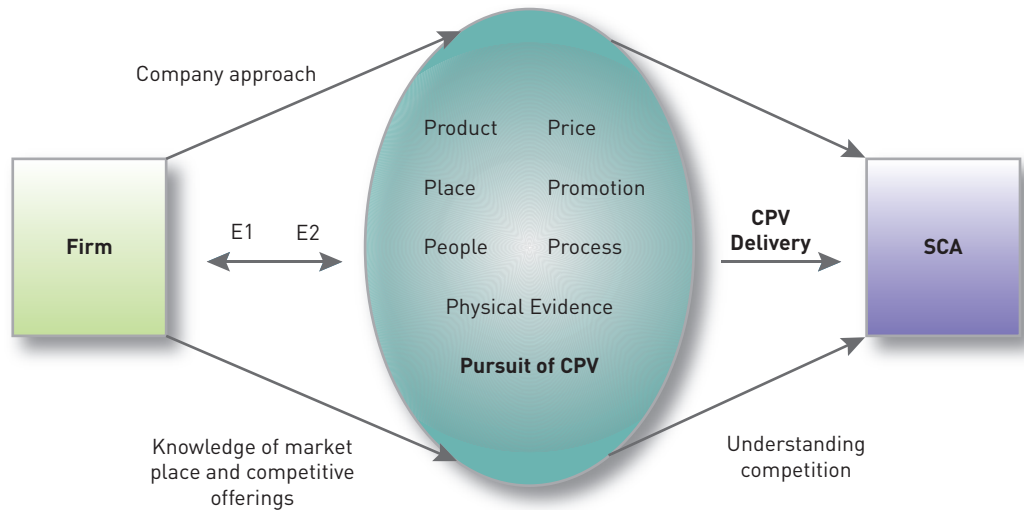 Company approach
Product Price
Place Promotion
E1 E2
CPV
Delivery
Firm
People Process
SCA
Physical Evidence
Pursuit of CPV
Knowledge of market
place and competitive
offerings
Understanding
competition